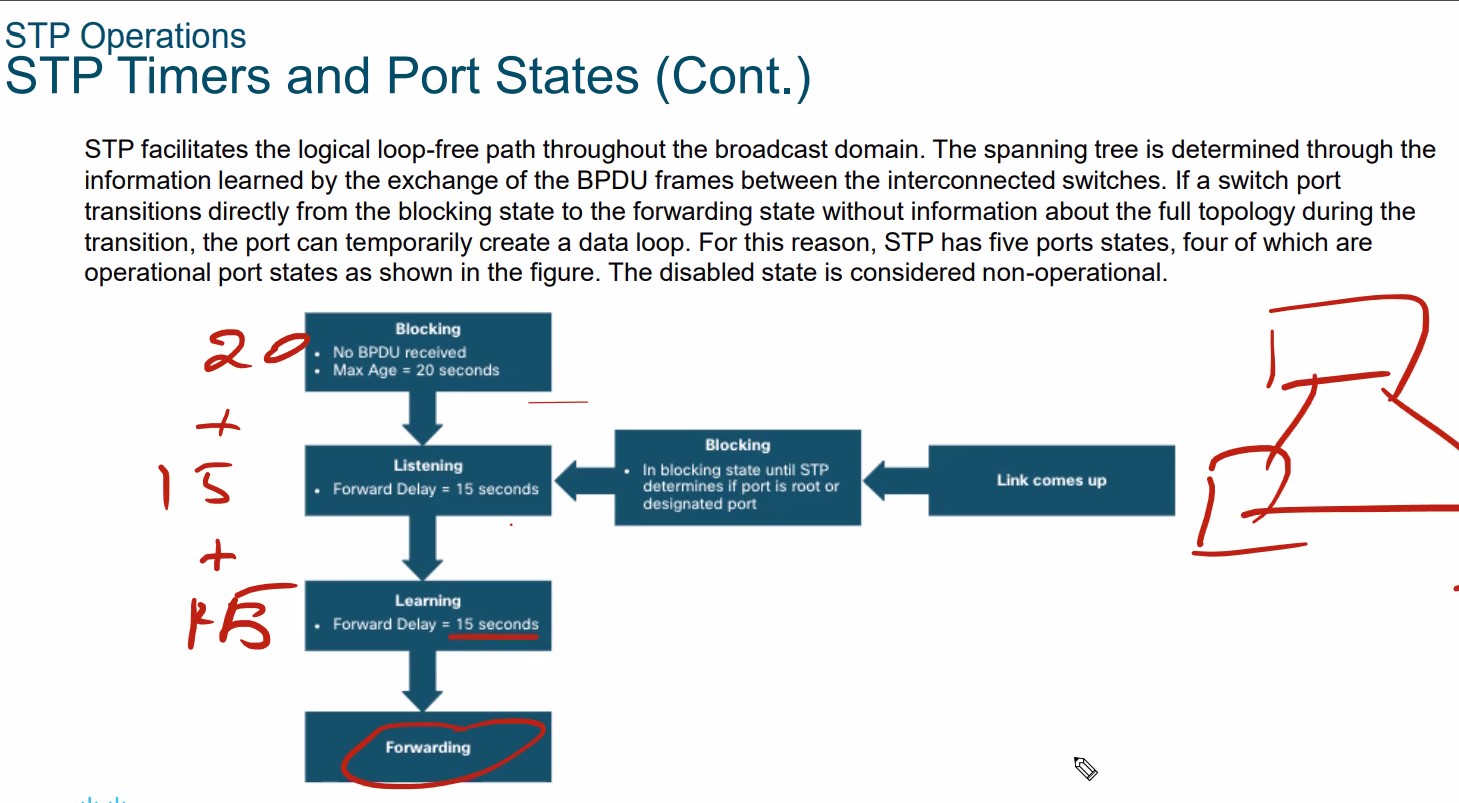 STP Operations
STP Timers and Port States (Cont.)
STP facilitates the logical loop-free path throughout the broadcast domain. The spanning tree is determined through the
information learned by the exchange of the BPDU frames between the interconnected switches. If a switch port
transitions directly from the blocking state to the forwarding state without information about the full topology during the
transition, the port can temporarily create a data loop. For this reason, STP has five ports states, four of which are
operational port states as shown in the figure. The disabled state is considered non-operational.
20
+
15
+
15
Blocking
• No BPDU received
• Max Age = 20 seconds
Listening
• Forward Delay = 15 seconds
Learning
• Forward Delay = 15 seconds
Forwarding
Blocking
• In blocking state until STP
determines if port is root or
designated port
Link comes up